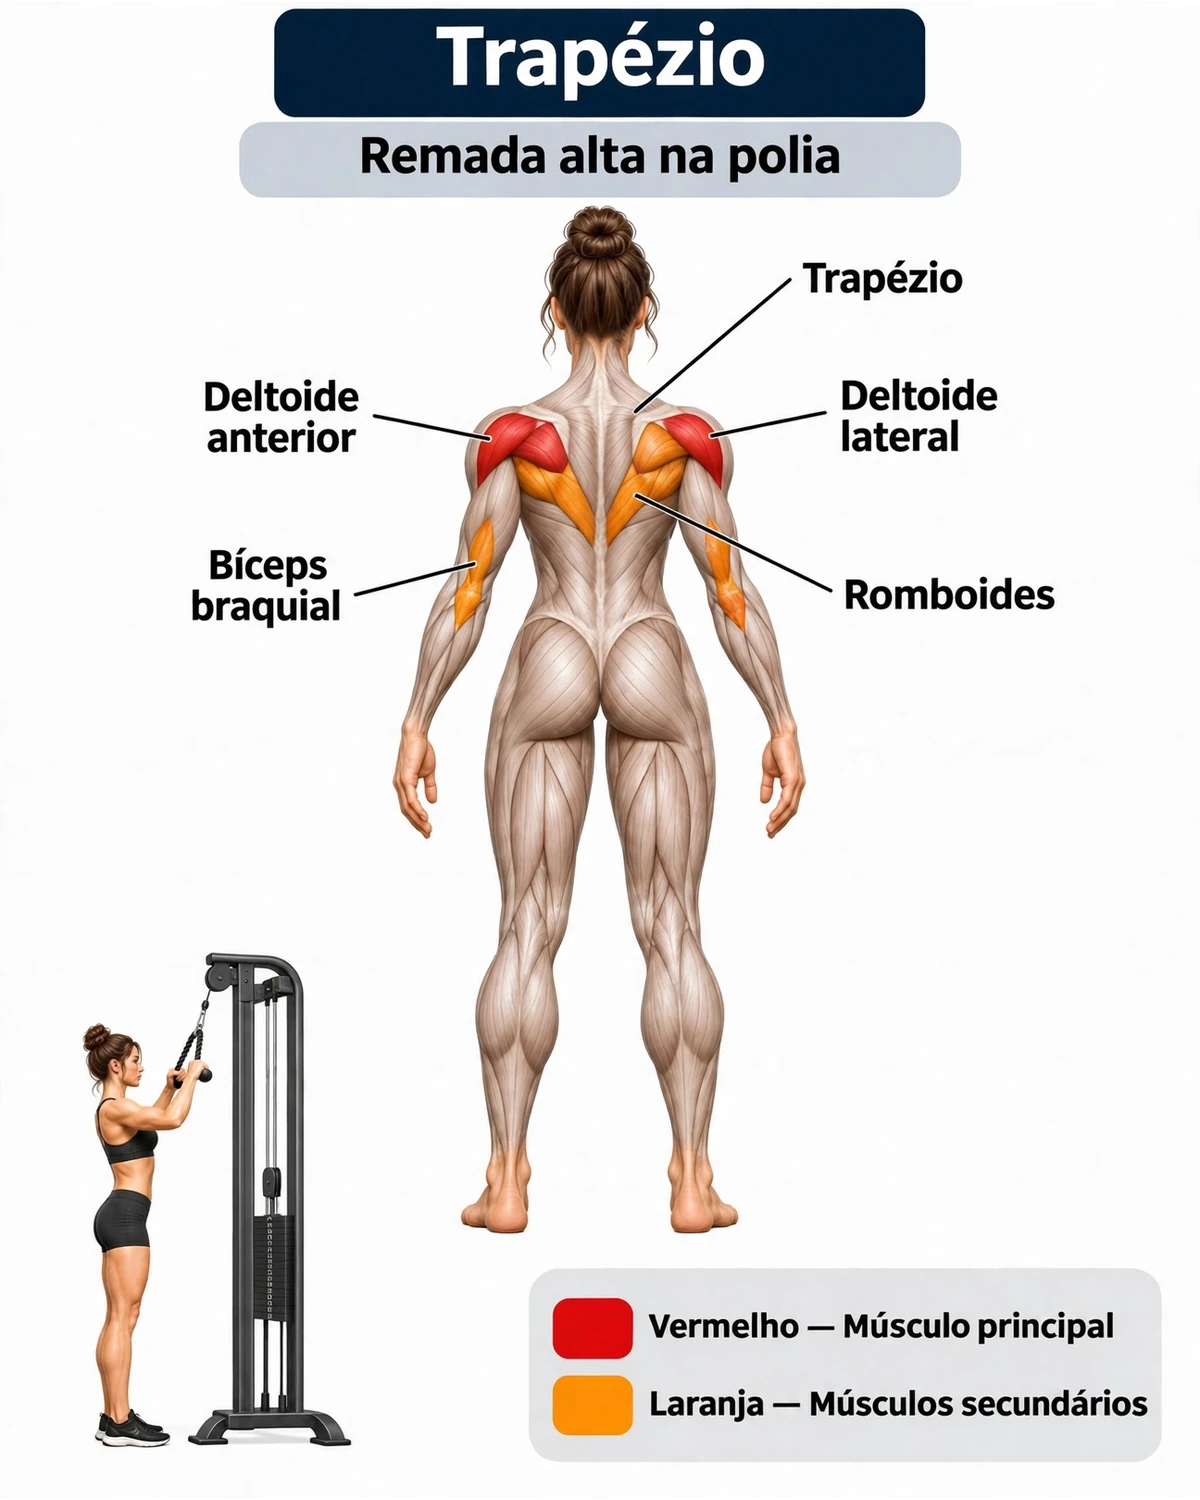 Trapézio
Remada alta na polia
Trapézio
Deltoide
anterior
Deltoide
lateral
Bíceps
braquial
Romboides
Vermelho — Músculo principal
Laranja — Músculos secundários